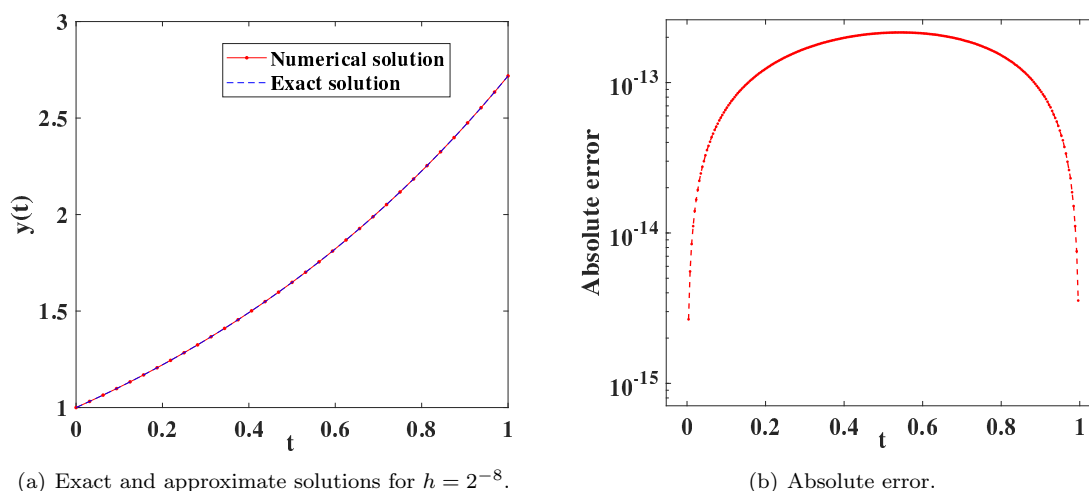 3
2.5
2
1.5
1
y(t)
Numerical solution
Exact solution
0 0.2 0.4 0.6 0.8 1
t
(a) Exact and approximate solutions for $h = 2^{-8}$.
10^{-13}
10^{-14}
10^{-15}
Absolute error
0 0.2 0.4 0.6 0.8 1
t
(b) Absolute error.